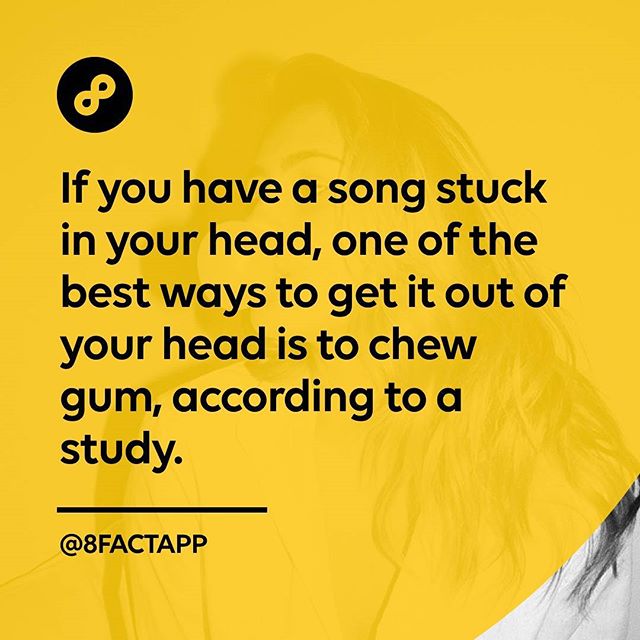 If you have a song stuck
in your head, one of the
best ways to get it out of
your head is to chew
gum, according to a
study.
@8FACTAPP